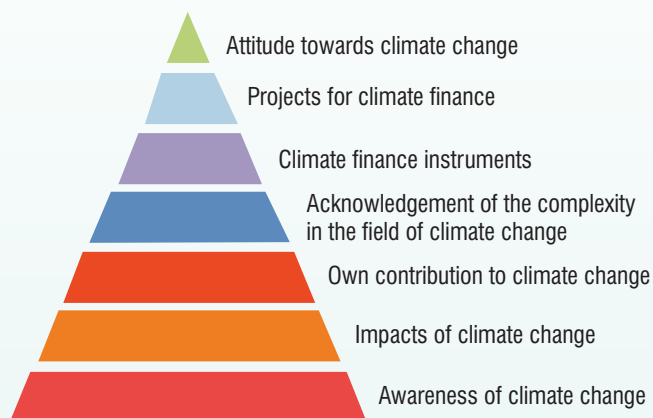 Attitude towards climate change
Projects for climate finance
Climate finance instruments
Acknowledgement of the complexity
in the field of climate change
Own contribution to climate change
Impacts of climate change
Awareness of climate change